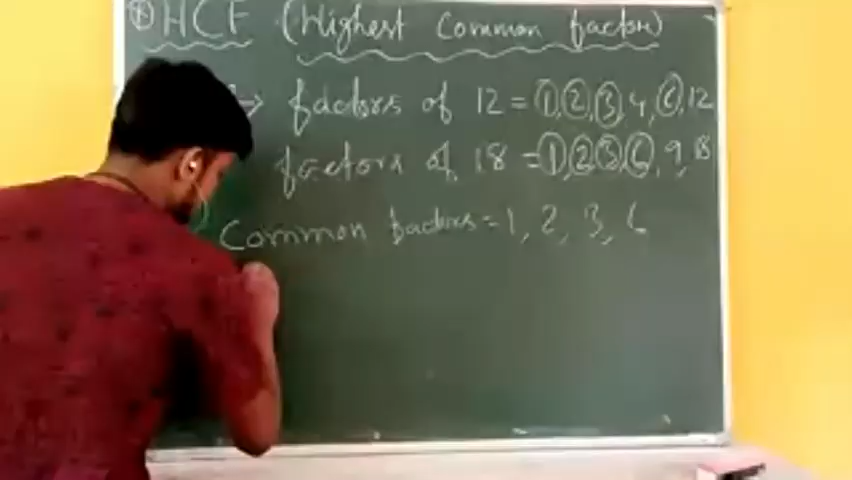 HCF (Highest Common factor)
→ factors of 12 = 1, 2, 3, 4, 6, 12
factors of 18 = 1, 2, 3, 6, 9, 18
Common factors = 1, 2, 3, 6